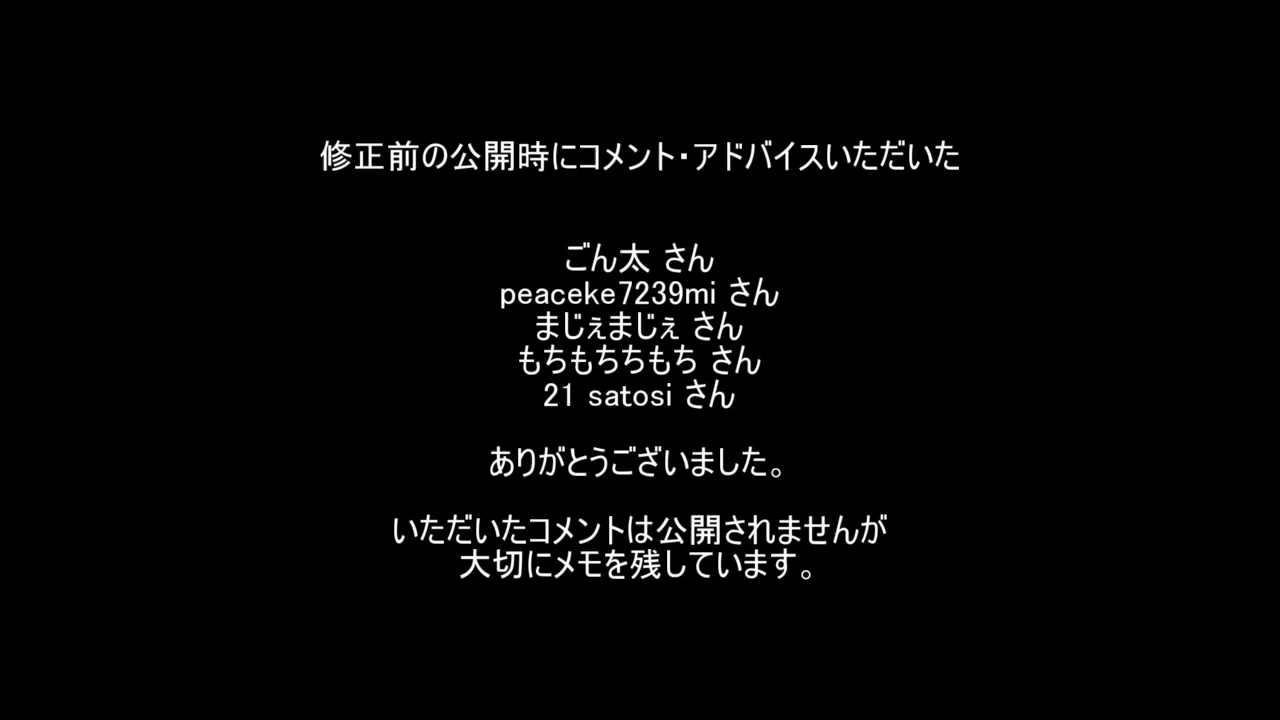 修正前の公開時にコメント・アドバイスいただいた
ごん太 さん
peaceke7239mi さん
まじぇまじぇ さん
もちもちちもち さん
21 satosi さん
ありがとうございました。
いただいたコメントは公開されませんが
大切にメモを残しています。